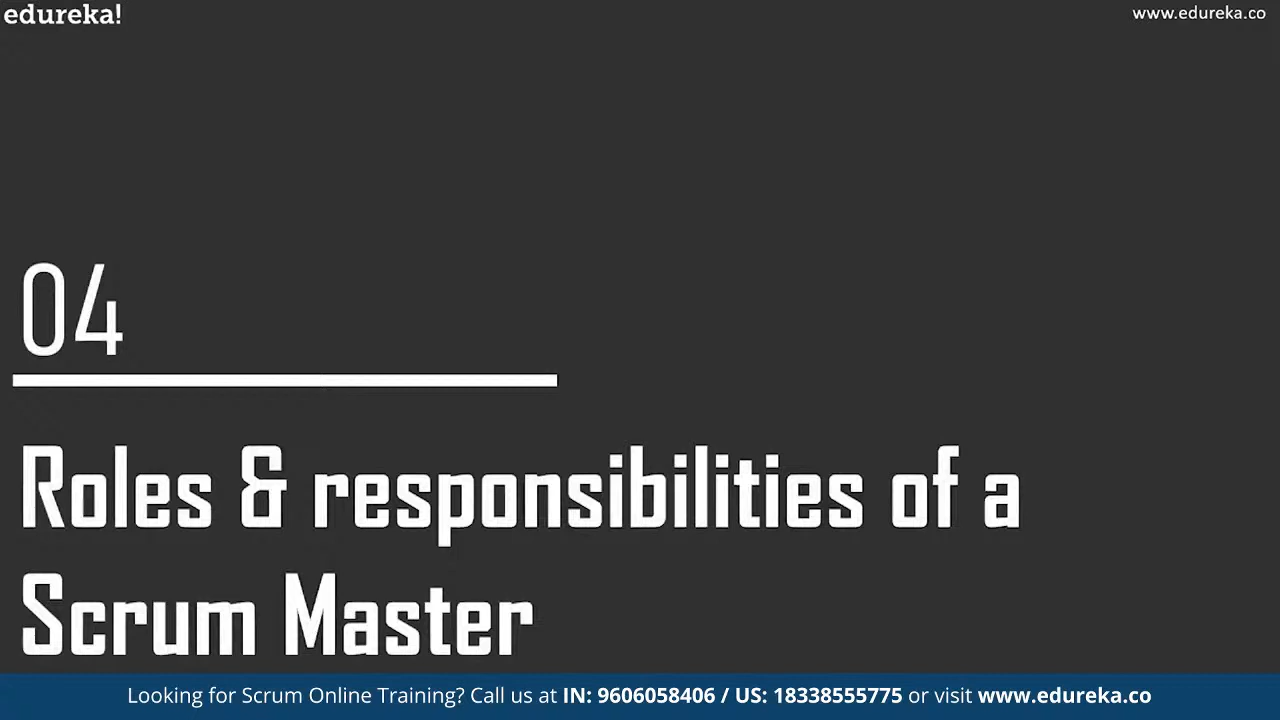 edureka!
www.edureka.co
04
Roles & responsibilities of a
Scrum Master
Looking for Scrum Online Training? Call us at IN: 9606058406 / US: 18338555775 or visit www.edureka.co